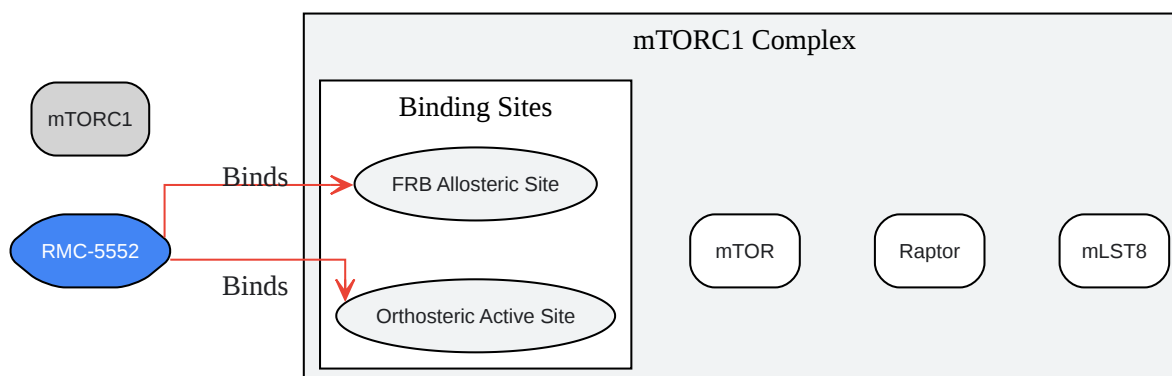 mTORC1 Complex
Binding Sites
mTORC1
Binds
FRB Allosteric Site
RMC-5552
mTOR
Raptor
mLST8
Binds
Orthosteric Active Site